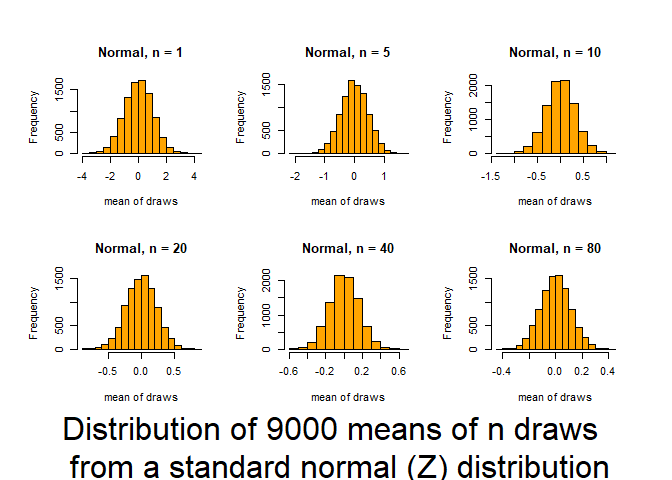 Normal, n = 1
Frequency
0 500 1500
-4 -2 0 2 4
mean of draws
Normal, n = 5
Frequency
0 500 1500
-2 -1 0 1
mean of draws
Normal, n = 10
Frequency
0 1000 2000
-1.5 -0.5 0.5
mean of draws
Normal, n = 20
Frequency
0 500 1500
-0.5 0.0 0.5
mean of draws
Normal, n = 40
Frequency
0 1000 2000
-0.6 -0.2 0.2 0.6
mean of draws
Normal, n = 80
Frequency
0 500 1500
-0.4 0.0 0.2 0.4
mean of draws
Distribution of 9000 means of n draws
from a standard normal (Z) distribution